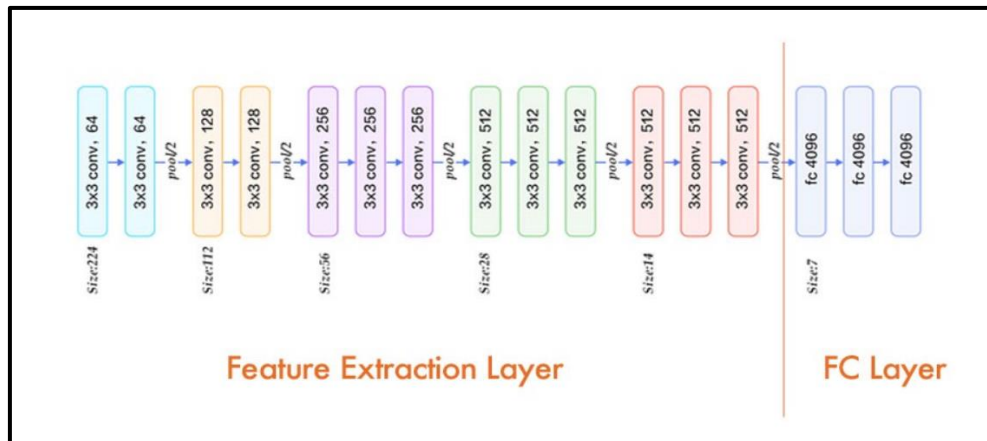 3x3 conv, 64
3x3 conv, 64
pool/2
3x3 conv, 128
3x3 conv, 128
pool/2
3x3 conv, 256
3x3 conv, 256
3x3 conv, 256
pool/2
3x3 conv, 512
3x3 conv, 512
3x3 conv, 512
pool/2
3x3 conv, 512
3x3 conv, 512
3x3 conv, 512
pool/2
fc 4096
fc 4096
fc 4096
Size:224
Size:112
Size:56
Size:28
Size:14
Size:7
Feature Extraction Layer
FC Layer